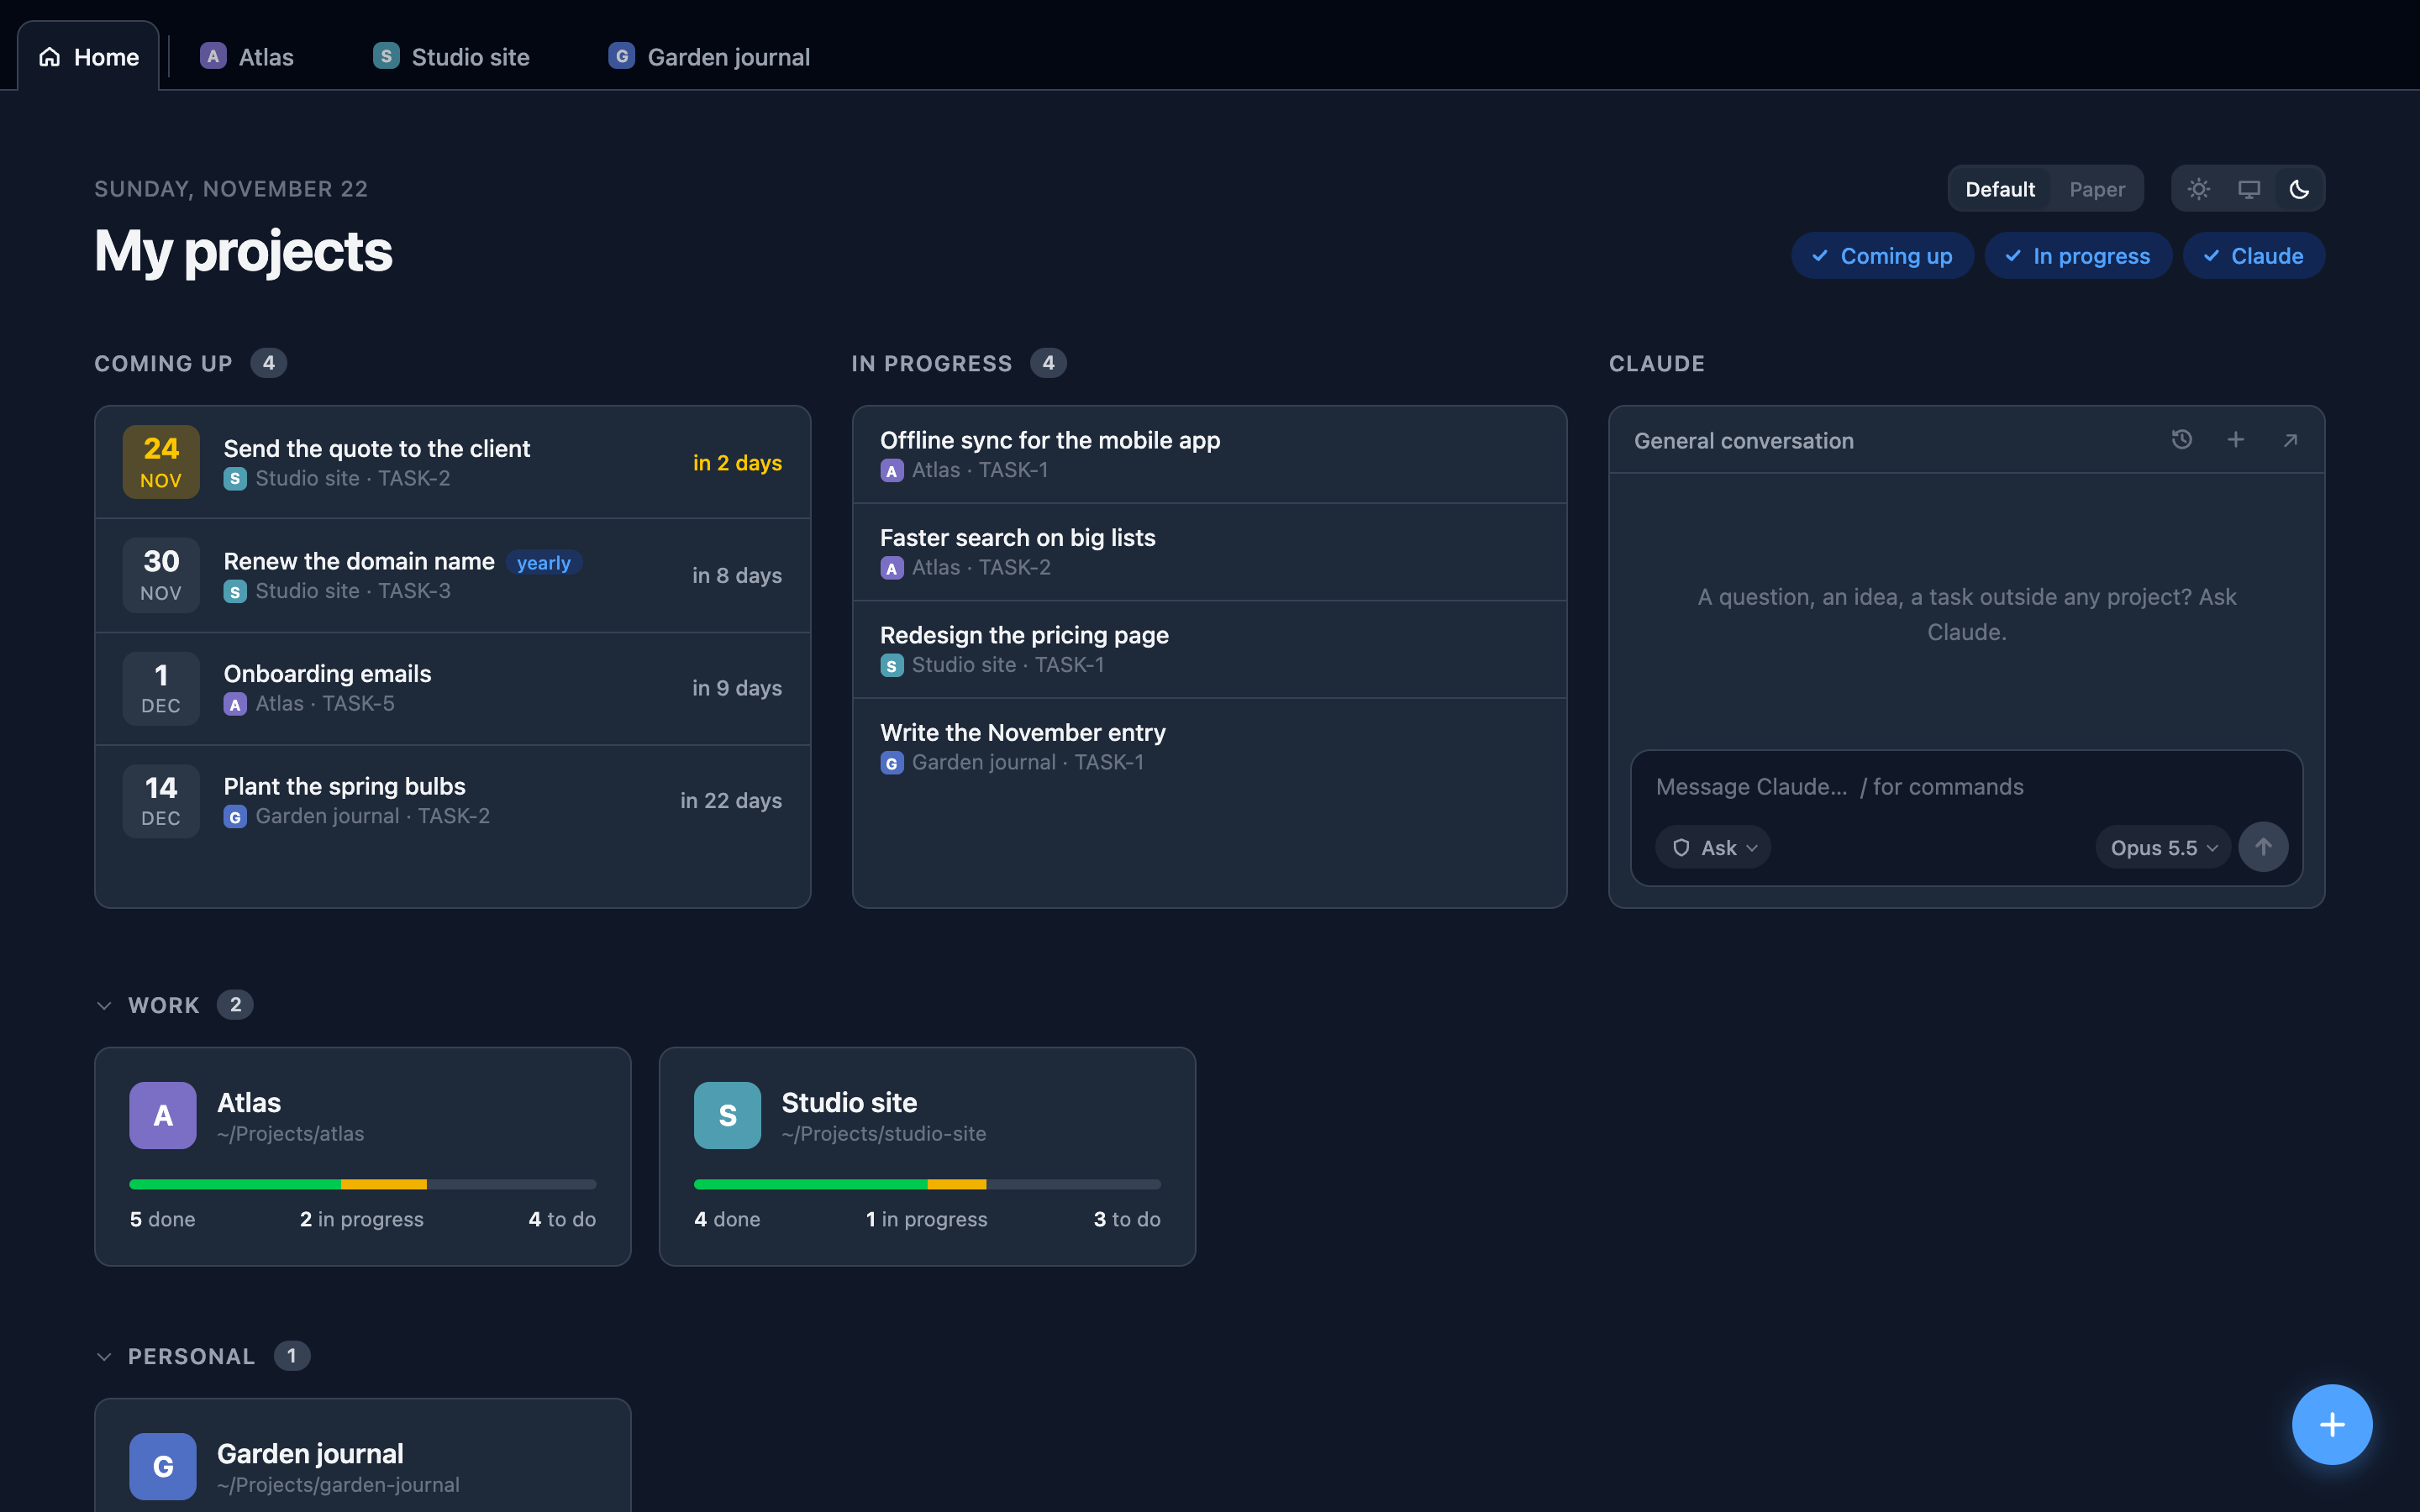 Home
A Atlas
S Studio site
G Garden journal
SUNDAY, NOVEMBER 22
My projects
Default Paper
Coming up
In progress
Claude
COMING UP 4
24 NOV
Send the quote to the client
S Studio site · TASK-2
in 2 days
30 NOV
Renew the domain name yearly
S Studio site · TASK-3
in 8 days
1 DEC
Onboarding emails
A Atlas · TASK-5
in 9 days
14 DEC
Plant the spring bulbs
G Garden journal · TASK-2
in 22 days
IN PROGRESS 4
Offline sync for the mobile app
A Atlas · TASK-1
Faster search on big lists
A Atlas · TASK-2
Redesign the pricing page
S Studio site · TASK-1
Write the November entry
G Garden journal · TASK-1
CLAUDE
General conversation
A question, an idea, a task outside any project? Ask
Claude.
Message Claude... / for commands
Ask
Opus 5.5
WORK 2
A
Atlas
~/Projects/atlas
5 done 2 in progress 4 to do
S
Studio site
~/Projects/studio-site
4 done 1 in progress 3 to do
PERSONAL 1
G
Garden journal
~/Projects/garden-journal